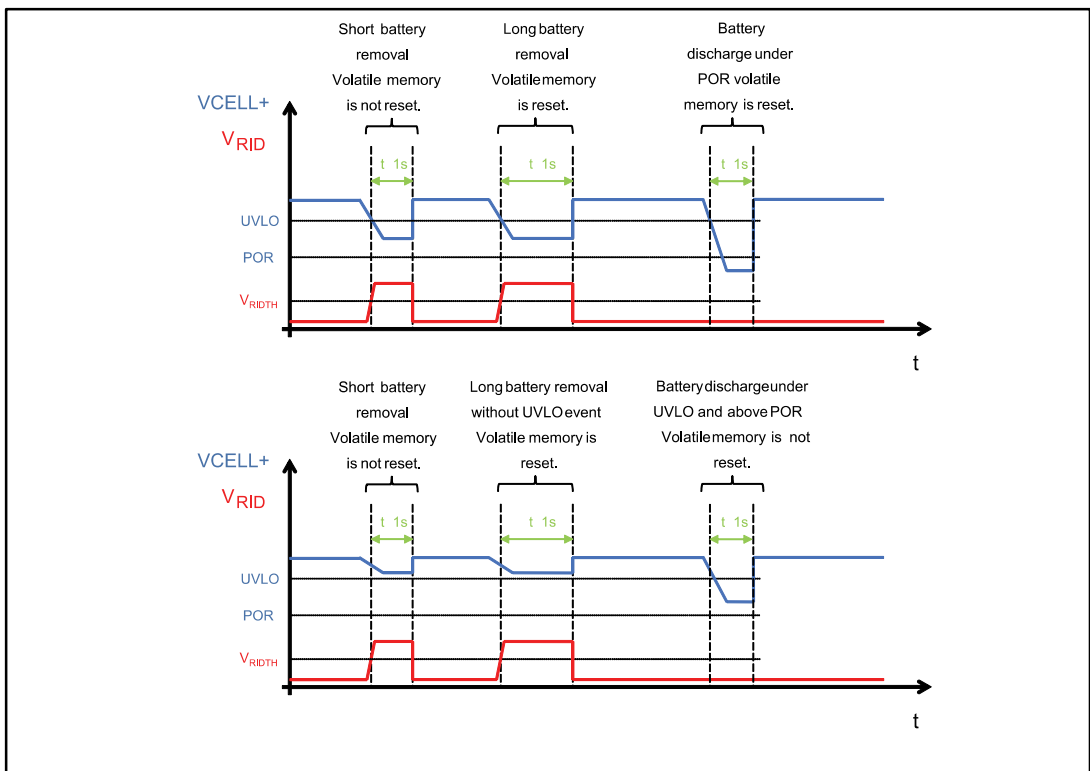 Short battery
removal
Volatile memory
is not reset.
Long battery
removal
Volatile memory
is reset.
Battery
discharge under
POR volatile
memory is reset.
VCELL+
VRID
t 1s
t 1s
t 1s
UVLO
POR
VRIDTH
t
Short battery
removal
Volatile memory
is not reset.
Long battery removal
without UVLO event
Volatile memory is
reset.
Battery discharge under
UVLO and above POR
Volatile memory is not
reset.
VCELL+
VRID
t 1s
t 1s
t 1s
UVLO
POR
VRIDTH
t